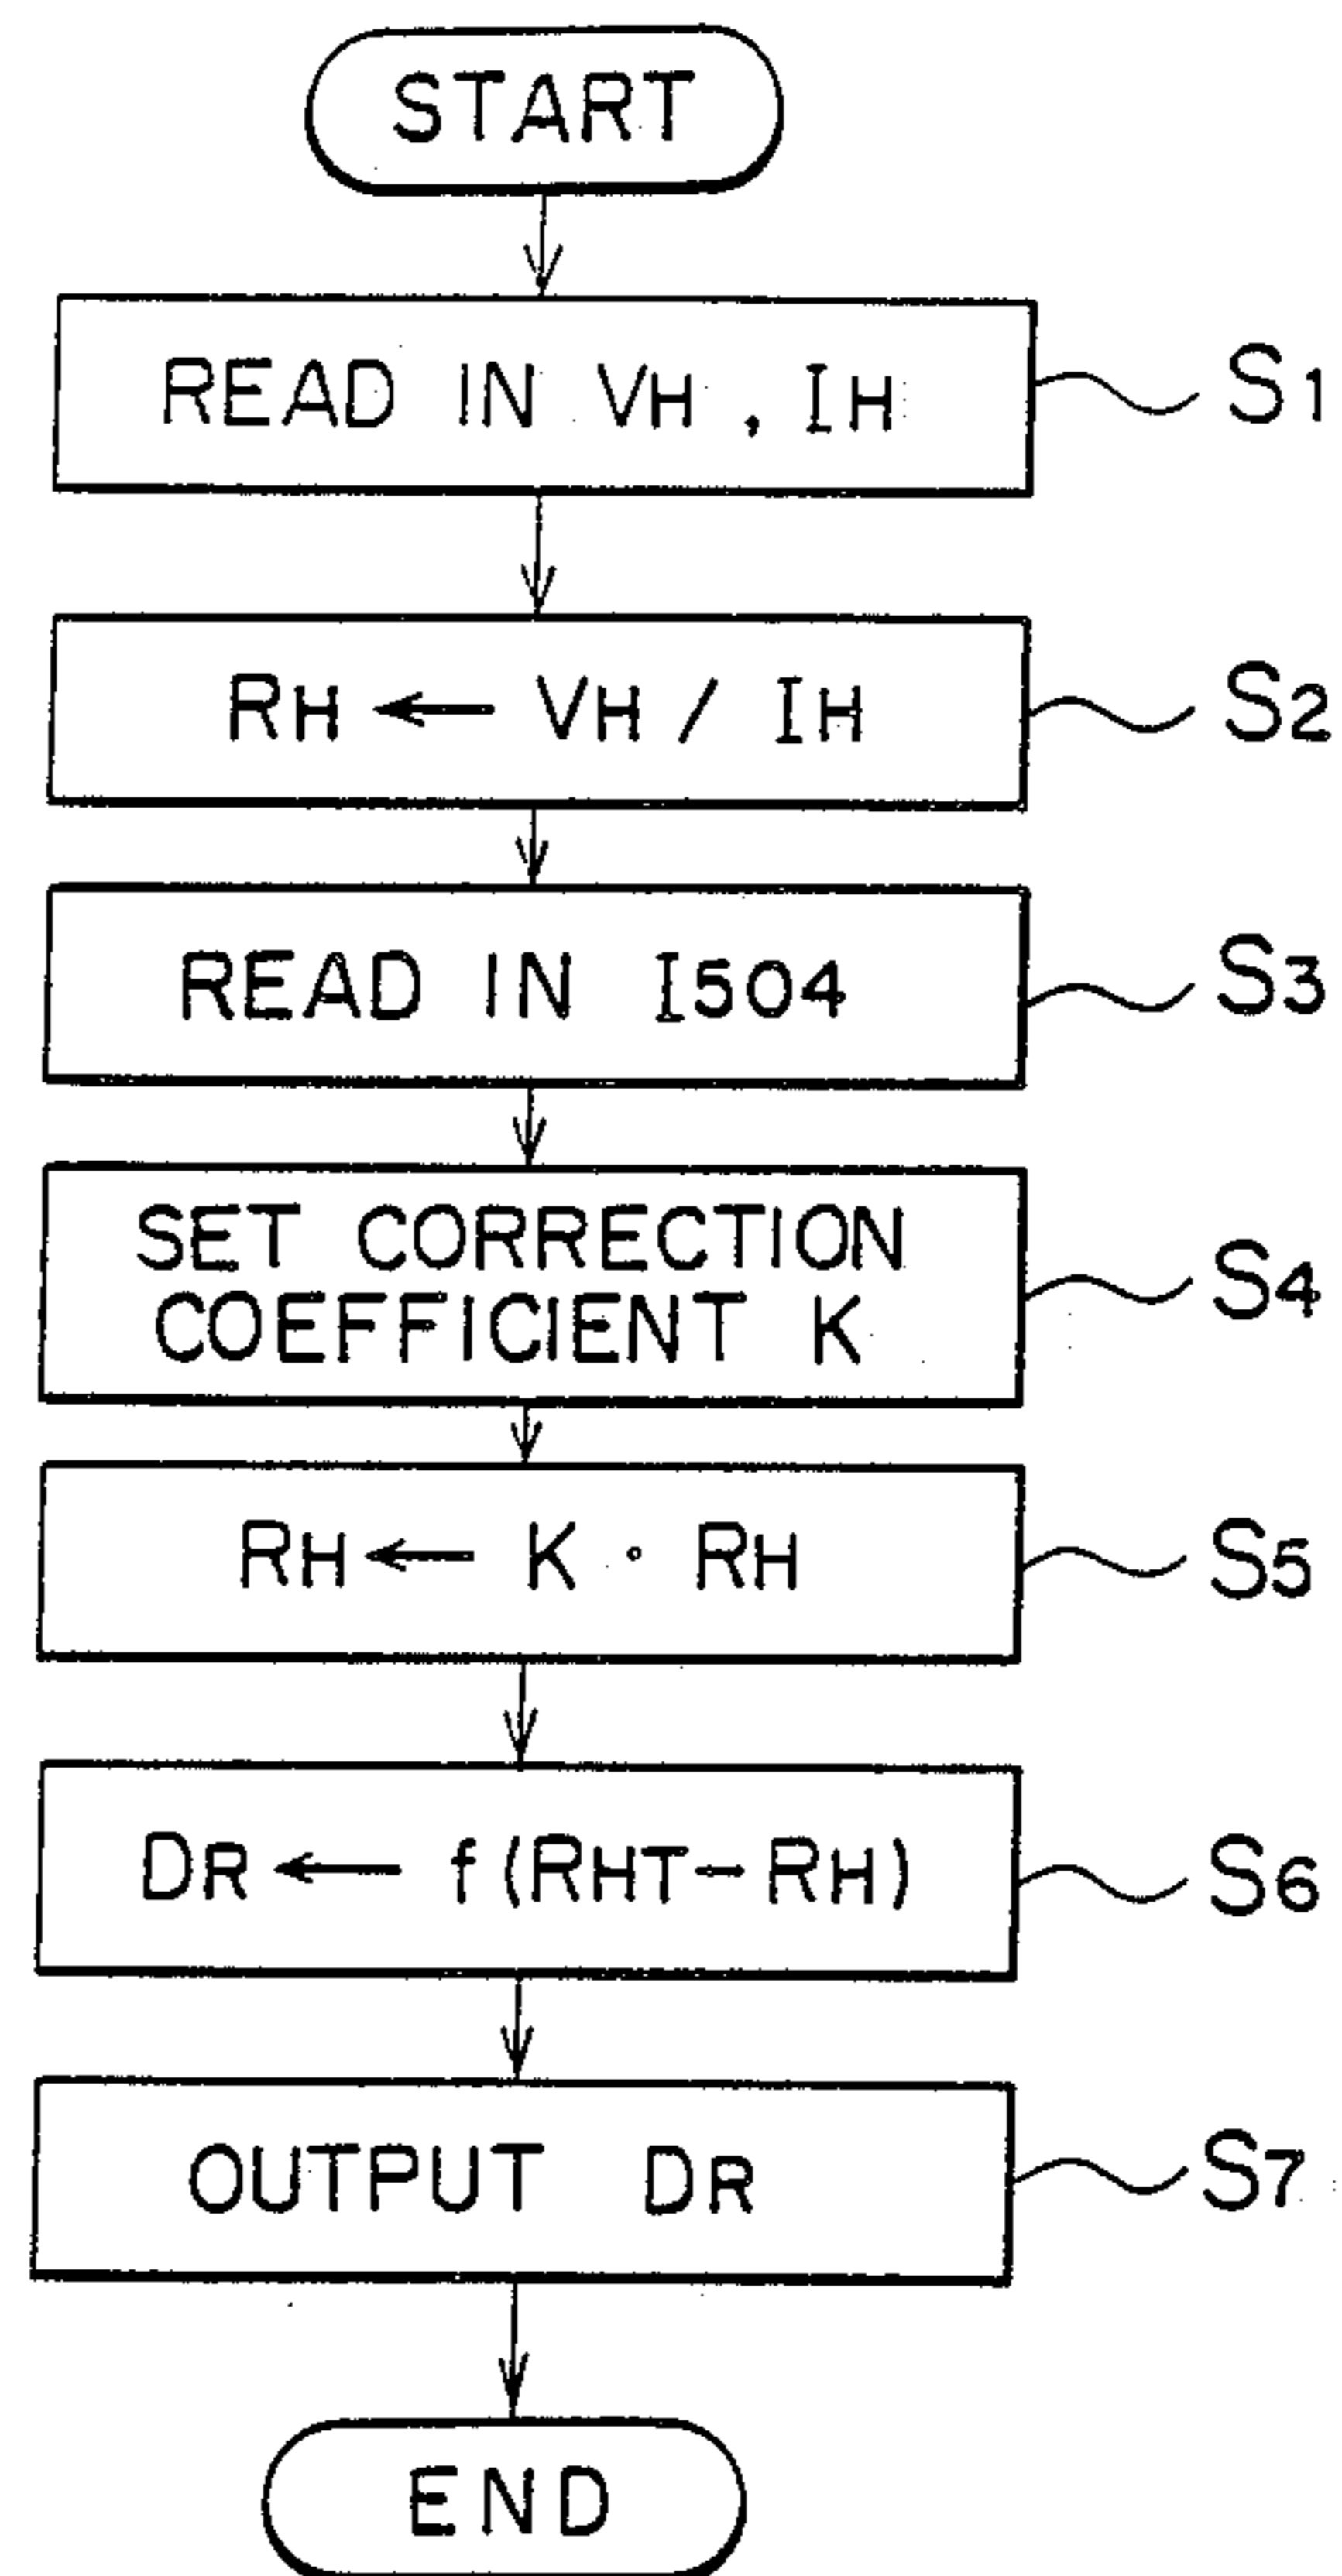 START
READ IN VH , IH S1
RH ← VH / IH S2
READ IN I504 S3
SET CORRECTION
COEFFICIENT K S4
RH ← K · RH S5
DR ← f (RHT - RH) S6
OUTPUT DR S7
END